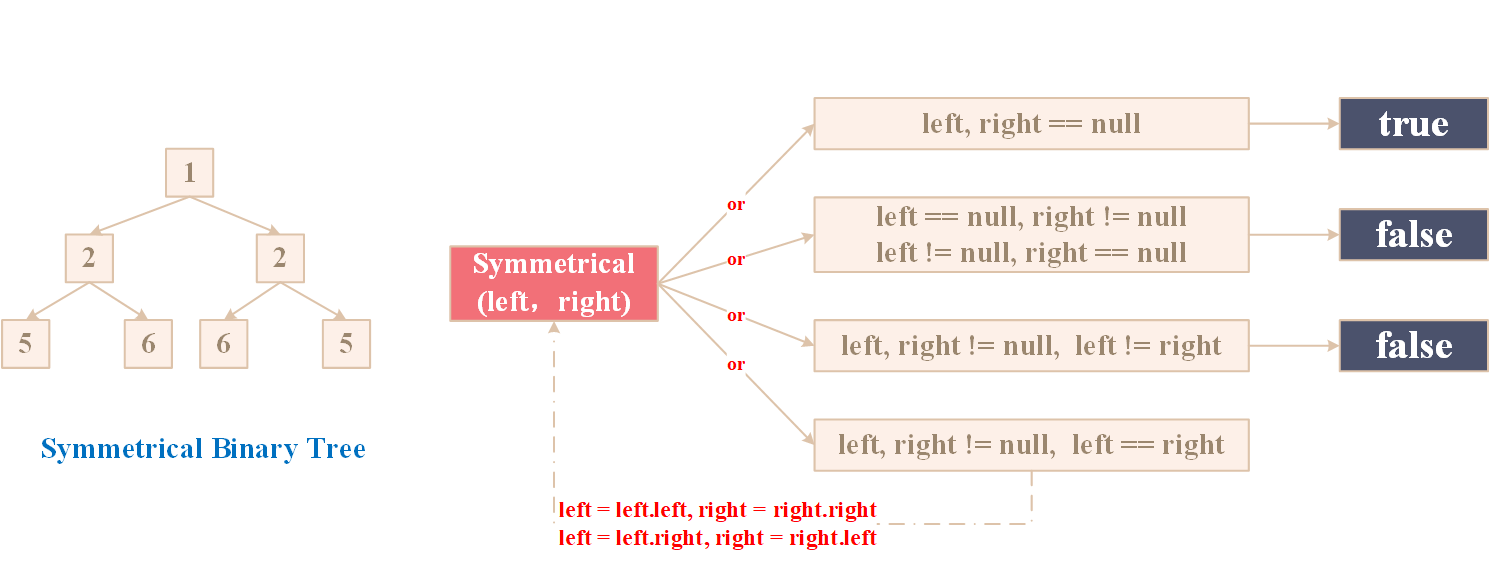 1
2
2
5
6
6
5
Symmetrical Binary Tree
Symmetrical
(left，right)
or
or
or
or
left, right == null
true
left == null, right != null
left != null, right == null
false
left, right != null,  left != right
false
left, right != null,  left == right
left = left.left, right = right.right
left = left.right, right = right.left